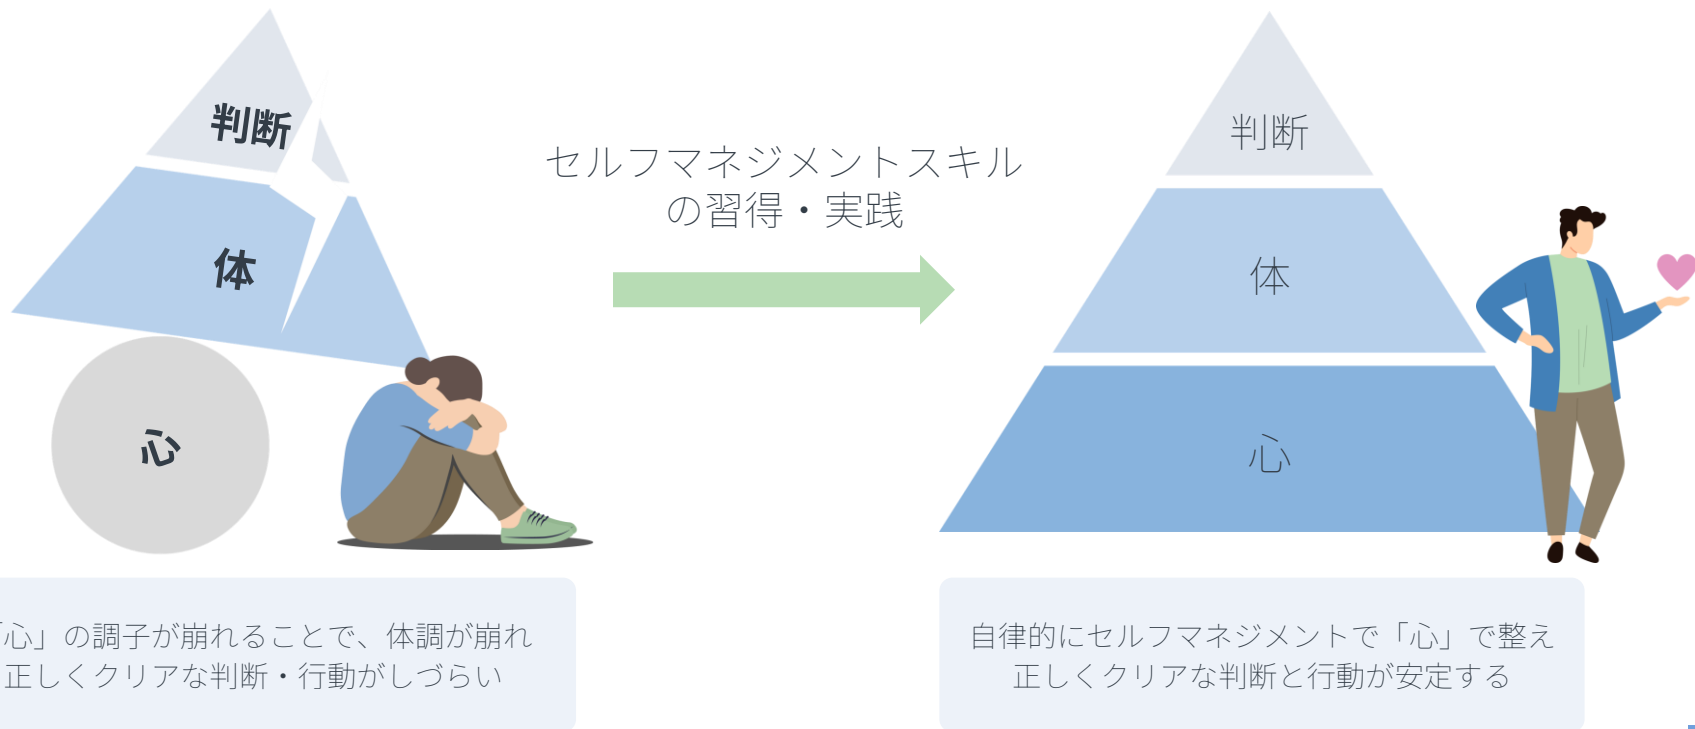 判断
体
心
セルフマネジメントスキル
の習得・実践
判断
体
心
「心」の調子が崩れることで、体調が崩れ
正しくクリアな判断・行動がしづらい
自律的にセルフマネジメントで「心」で整え
正しくクリアな判断と行動が安定する